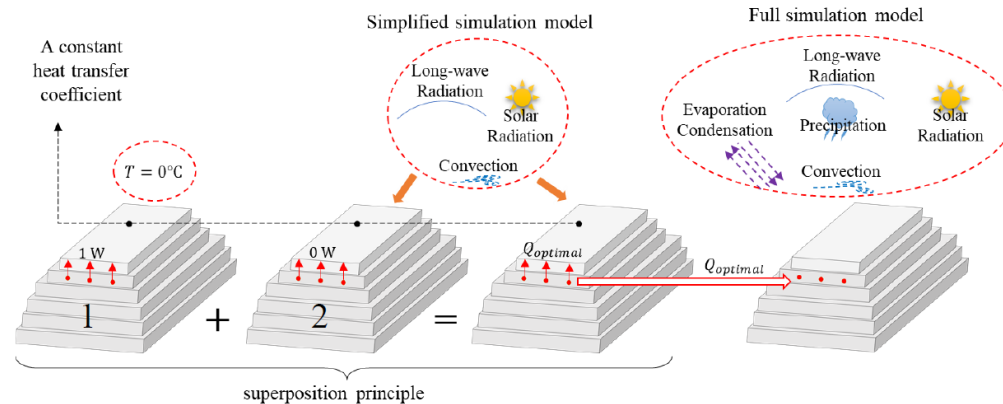 Simplified simulation model
Full simulation model
A constant
heat transfer
coefficient
Long-wave
Radiation
Solar
Radiation
Convection
Long-wave
Radiation
Evaporation
Condensation
Precipitation
Solar
Radiation
Convection
T = 0°C
1 W
0 W
Q_optimal
Q_optimal
1
+
2
=
superposition principle